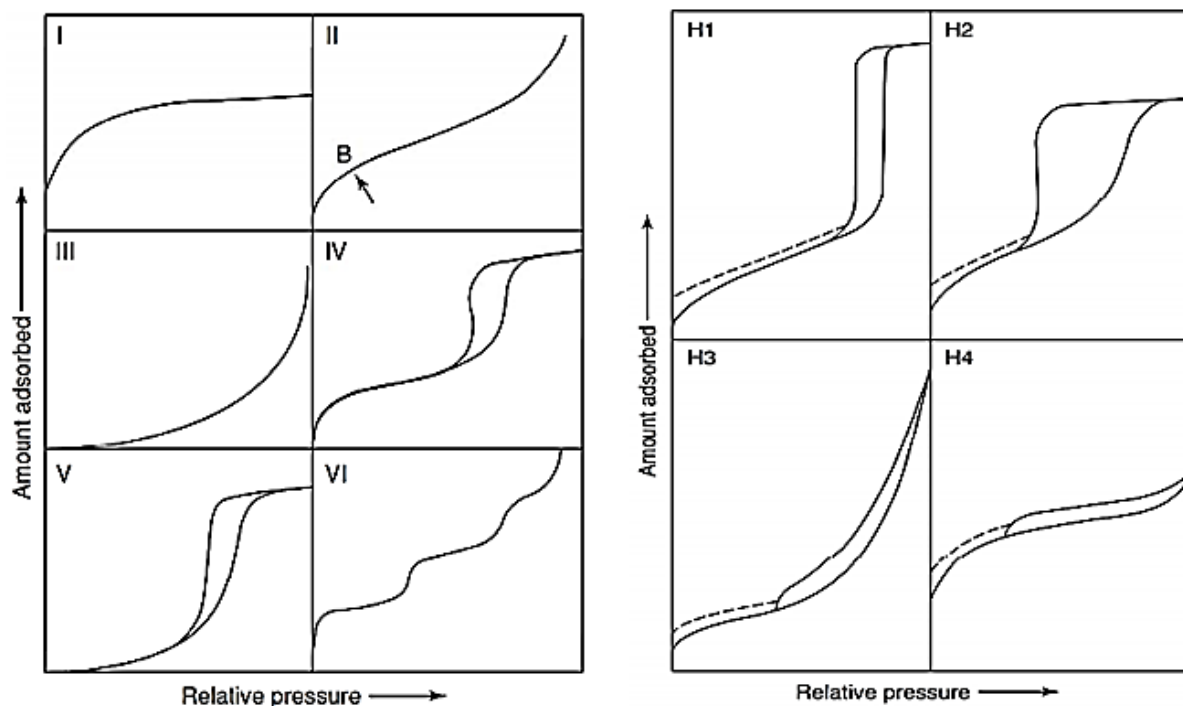 I
II
B
III
IV
V
VI
Amount adsorbed
Relative pressure
H1
H2
H3
H4
Amount adsorbed
Relative pressure